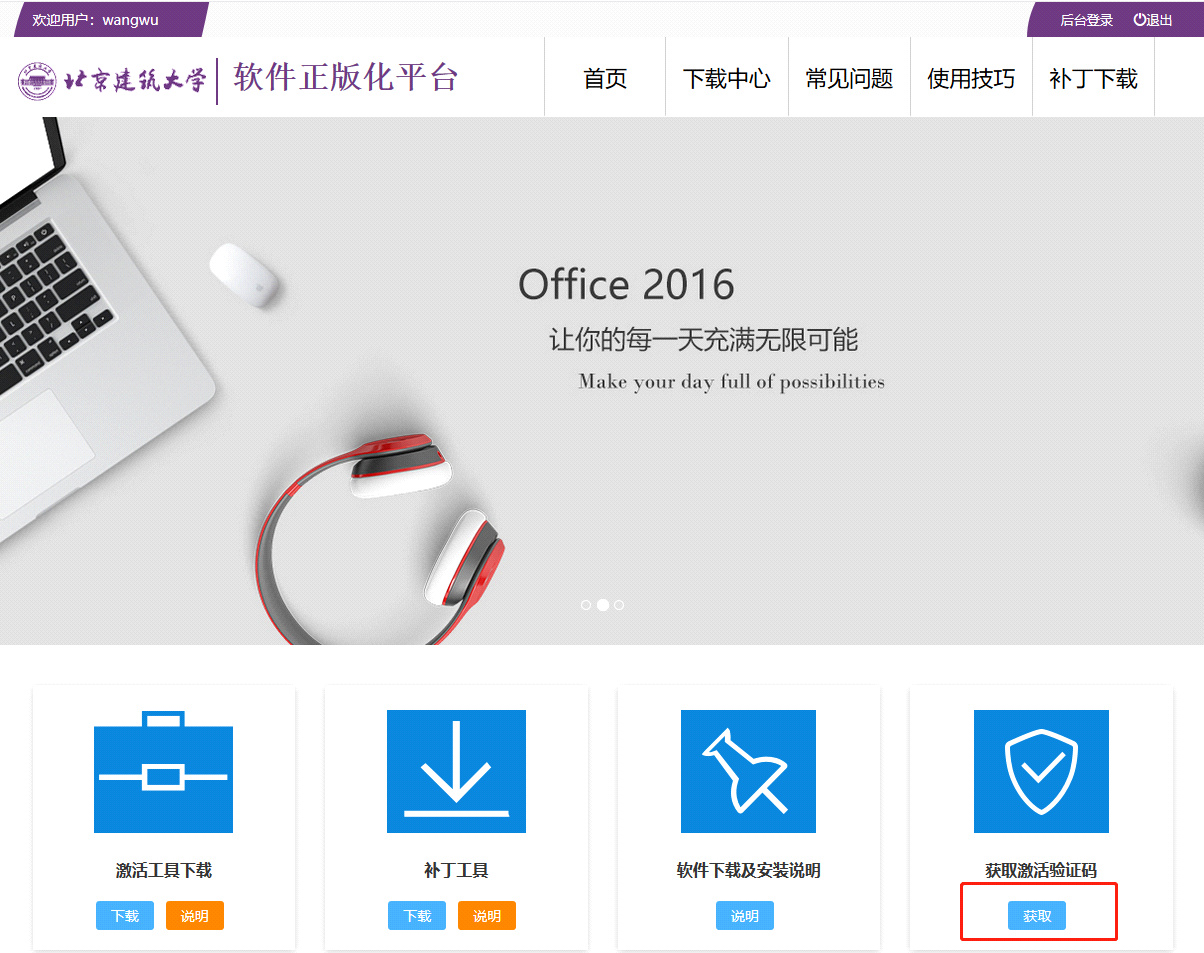 欢迎用户：wangwu
后台登录 退出
北京建筑大学 软件正版化平台
首页 下载中心 常见问题 使用技巧 补丁下载
Office 2016
让你的每一天充满无限可能
Make your day full of possibilities
激活工具下载 补丁工具 软件下载及安装说明 获取激活验证码
下载 说明 下载 说明 说明 获取